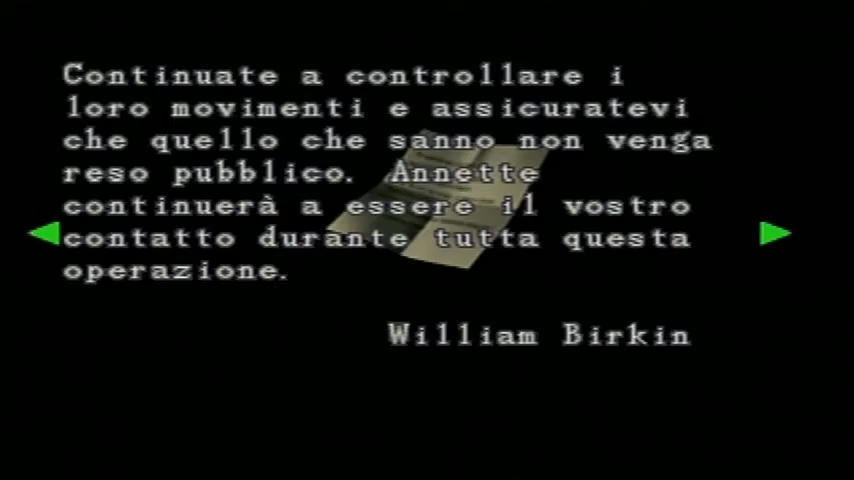 Continuate a controllare i
loro movimenti e assicuratevi
che quello che sanno non venga
reso pubblico. Annette
continuerà a essere il vostro
contatto durante tutta questa
operazione.
William Birkin